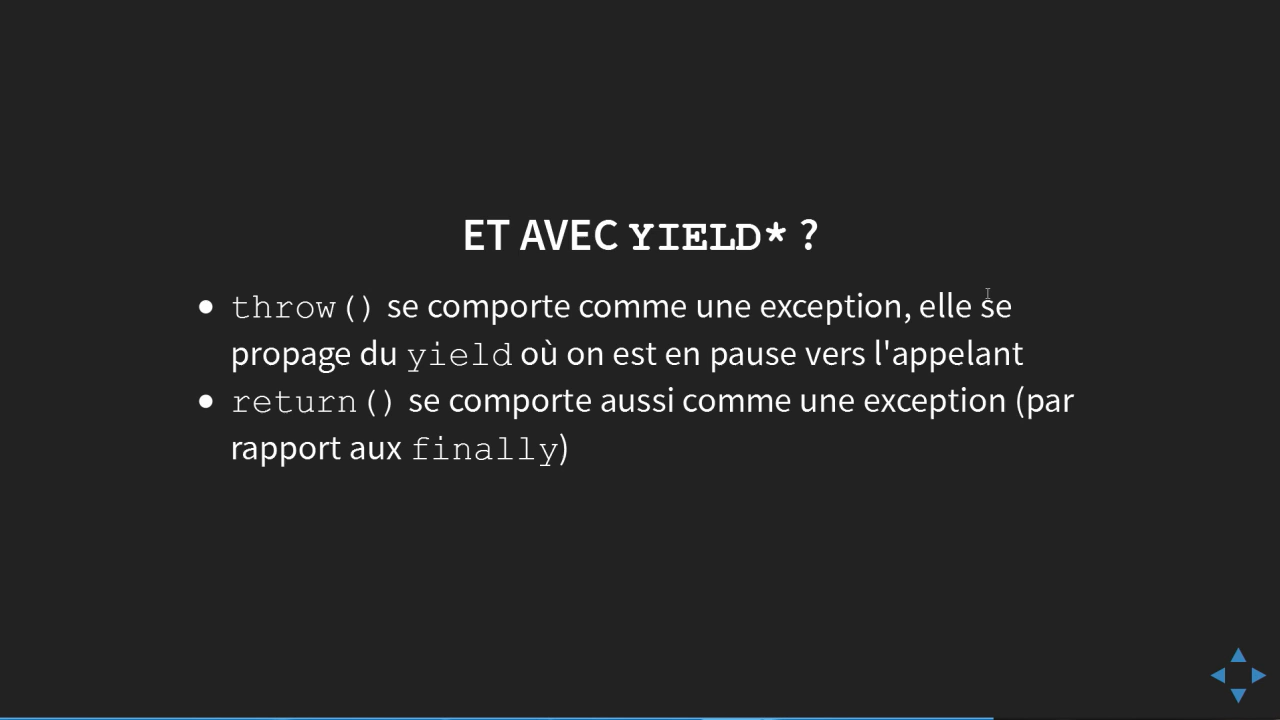 ET AVEC YIELD* ?
• throw() se comporte comme une exception, elle se
propage du yield où on est en pause vers l'appelant
• return() se comporte aussi comme une exception (par
rapport aux finally)